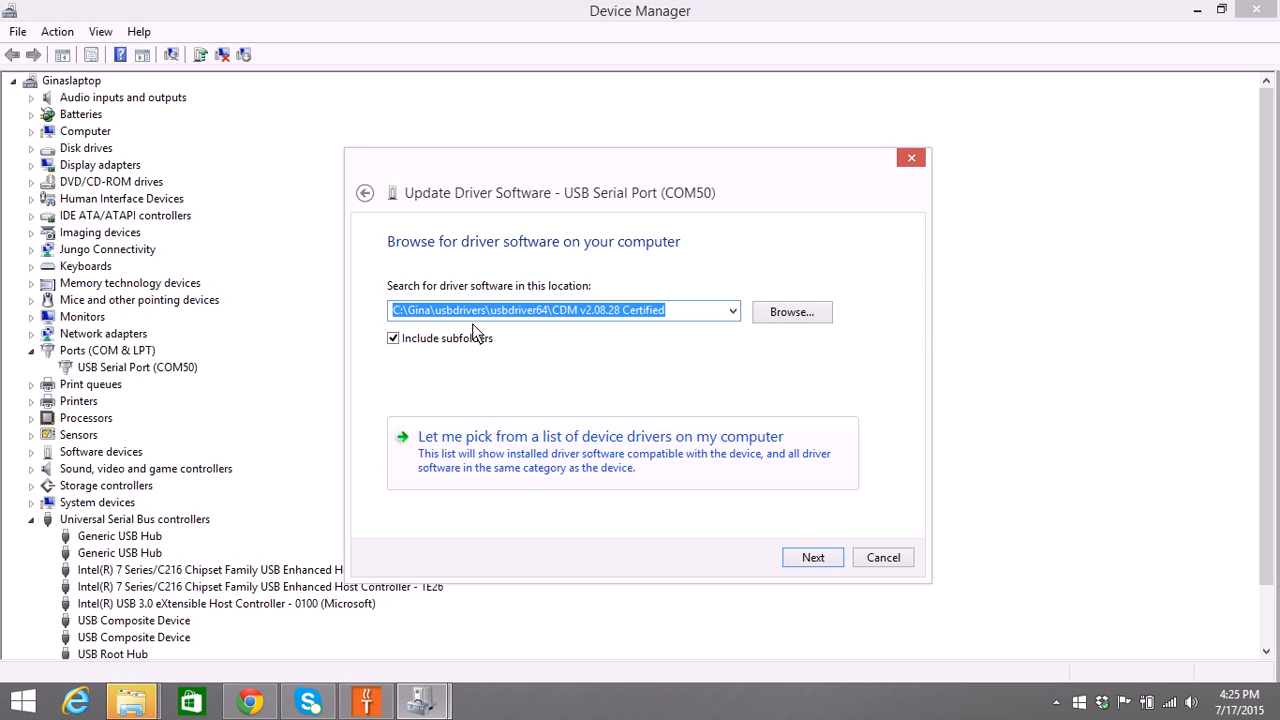 Device Manager
File Action View Help
Ginaslaptop
Audio inputs and outputs
Batteries
Computer
Disk drives
Display adapters
DVD/CD-ROM drives
Human Interface Devices
IDE ATA/ATAPI controllers
Imaging devices
Jungo Connectivity
Keyboards
Memory technology devices
Mice and other pointing devices
Monitors
Network adapters
Ports (COM & LPT)
USB Serial Port (COM50)
Print queues
Printers
Processors
Sensors
Software devices
Sound, video and game controllers
Storage controllers
System devices
Universal Serial Bus controllers
Generic USB Hub
Generic USB Hub
Intel(R) 7 Series/C216 Chipset Family USB Enhanced H
Intel(R) 7 Series/C216 Chipset Family USB Enhanced Host Controller - 1E26
Intel(R) USB 3.0 eXtensible Host Controller - 0100 (Microsoft)
USB Composite Device
USB Composite Device
USB Root Hub
Update Driver Software - USB Serial Port (COM50)
Browse for driver software on your computer
Search for driver software in this location:
C:\Gina\usbdrivers\usbdriver64\CDM v2.08.28 Certified
Browse...
Include subfolders
Let me pick from a list of device drivers on my computer
This list will show installed driver software compatible with the device, and all driver
software in the same category as the device.
Next Cancel
4:25 PM
7/17/2015